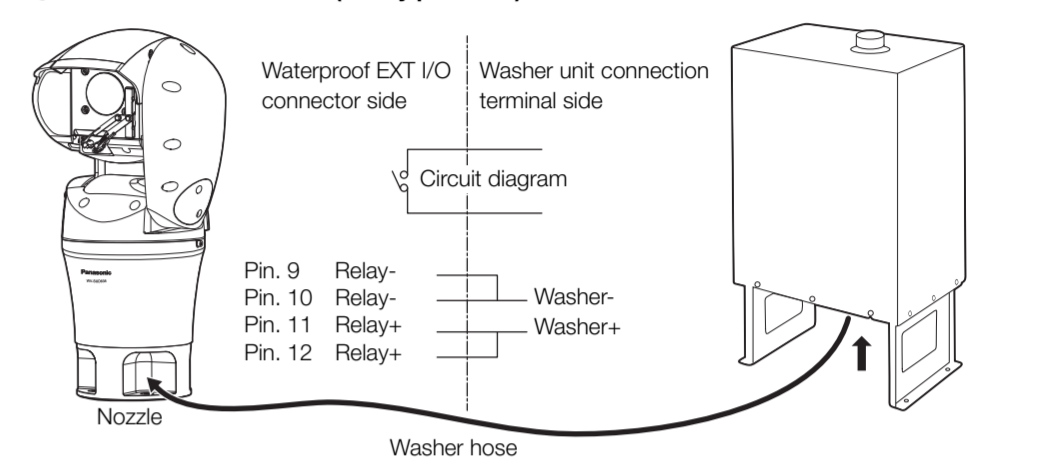 Waterproof EXT I/O
connector side
Washer unit connection
terminal side
Circuit diagram
Panasonic
Pin. 9 Relay-
Pin. 10 Relay-
Pin. 11 Relay+
Pin. 12 Relay+
Washer-
Washer+
Nozzle
Washer hose